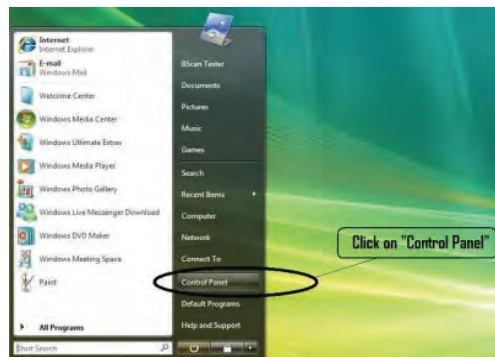 Internet
Internet Explorer
E-mail
Windows Mail
Welcome Center
Windows Media Center
Windows Ultimate Extras
Windows Media Player
Windows Photo Gallery
Windows Live Messenger Download
Windows DVD Maker
Windows Meeting Space
Paint
All Programs
Start Search
BScan Tester
Documents
Pictures
Music
Games
Search
Recent Items
Computer
Network
Connect To
Control Panel
Default Programs
Help and Support
Click on "Control Panel"